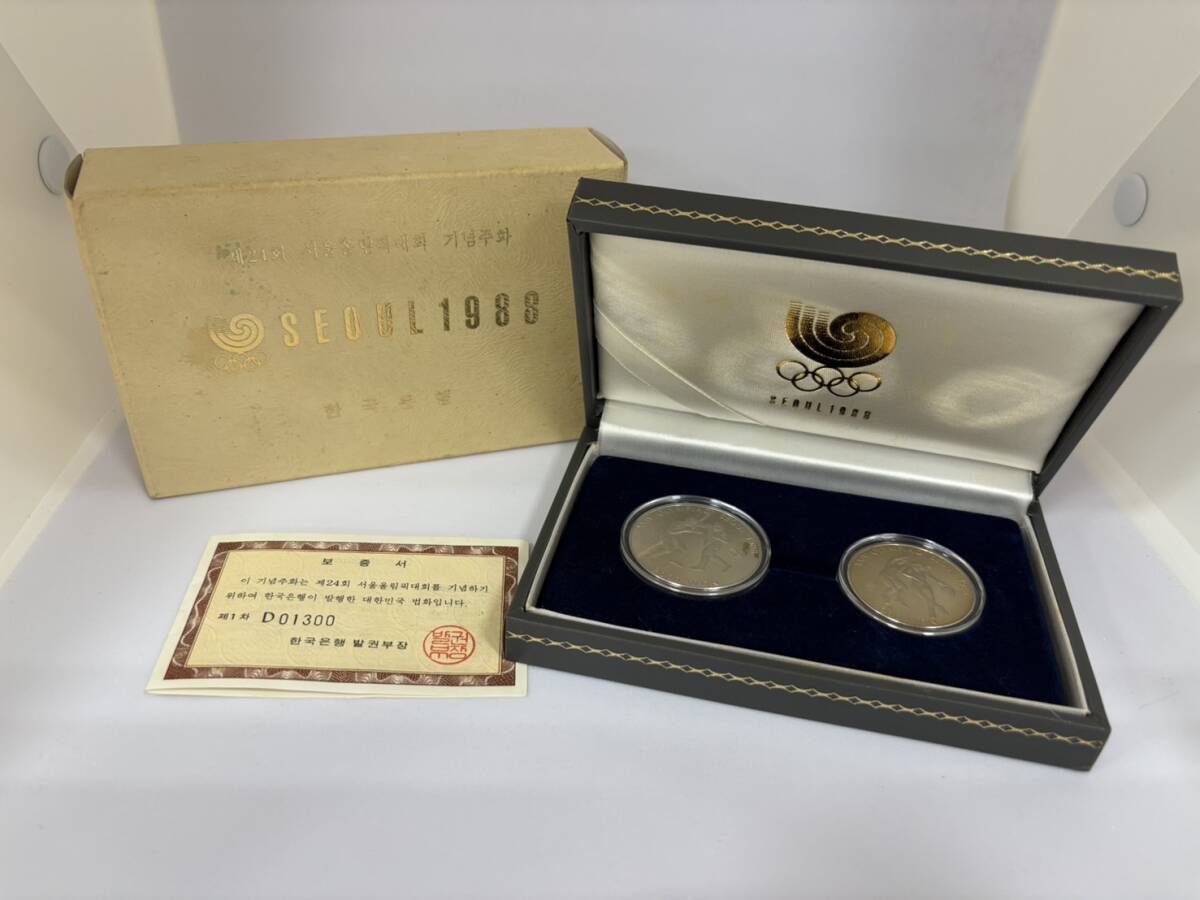 제24회 서울올림픽대회 기념주화
SEOUL 1988
한국은행
SEOUL 1988
보증서
이 기념주화는 제24회 서울올림픽대회를 기념하기
위하여 한국은행이 발행한 대한민국 법화입니다.
제1차 D01300
한국은행 발권부장